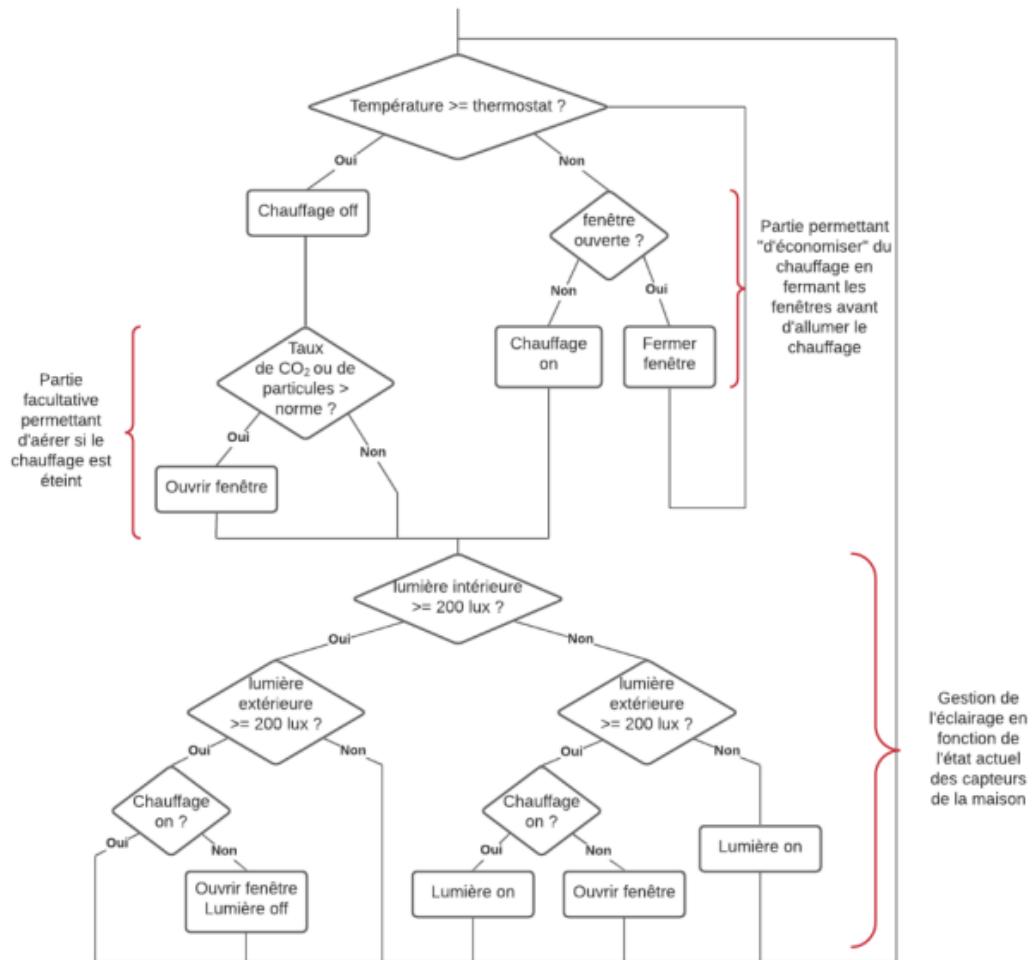 Température >= thermostat ?
Oui
Non
Chauffage off
fenêtre
ouverte ?
Partie permettant
"d'économiser" du
chauffage en
fermant les
fenêtres avant
d'allumer le
chauffage
Non
Oui
Chauffage
on
Fermer
fenêtre
Taux
de CO₂ ou de
particules >
norme ?
Partie
facultative
permettant
d'aérer si le
chauffage est
éteint
Oui
Non
Ouvrir fenêtre
lumière intérieure
>= 200 lux ?
Oui
Non
lumière
extérieure
>= 200 lux ?
lumière
extérieure
>= 200 lux ?
Gestion de
l'éclairage en
fonction de
l'état actuel
des capteurs
de la maison
Oui
Non
Oui
Non
Chauffage
on ?
Chauffage
on ?
Oui
Non
Oui
Non
Lumière on
Ouvrir fenêtre
Lumière off
Lumière on
Ouvrir fenêtre